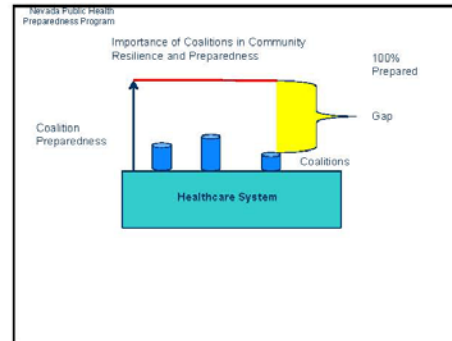 Nevada Public Health
Preparedness Program
Importance of Coalitions in Community
Resilience and Preparedness
100%
Prepared
Gap
Coalition
Preparedness
Coalitions
Healthcare System